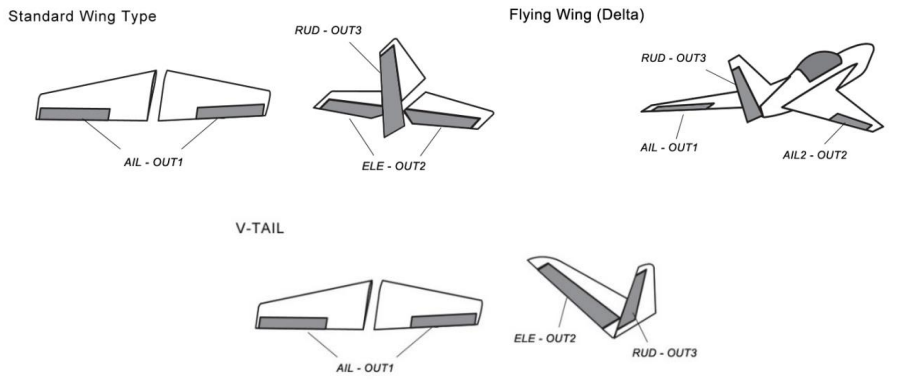 Standard Wing Type
RUD - OUT3
AIL - OUT1
ELE - OUT2
Flying Wing (Delta)
RUD - OUT3
AIL - OUT1
AIL2 - OUT2
V-TAIL
AIL - OUT1
ELE - OUT2
RUD - OUT3